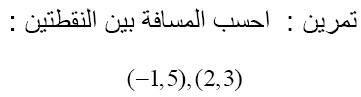 تمرين : احسب المسافة بين النقطتين :
(−1,5),(2,3)